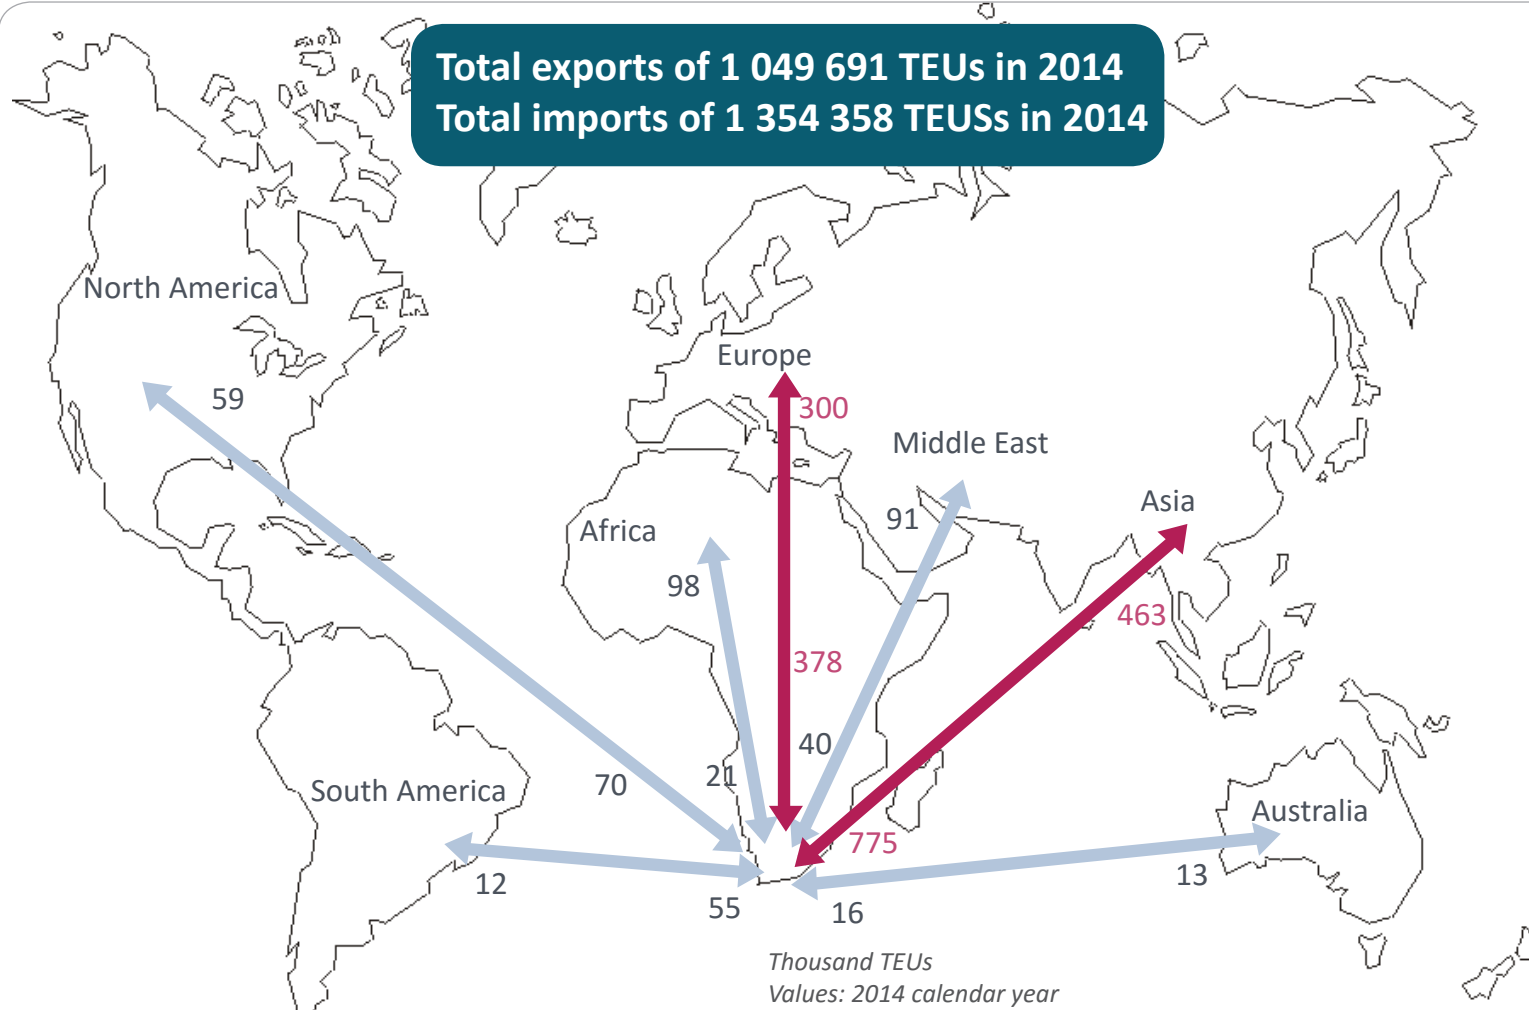 Total exports of 1 049 691 TEUs in 2014
Total imports of 1 354 358 TEUSs in 2014
North America
59
Europe
300
Middle East
91
Asia
Africa
98
463
378
40
21
70
South America
775
Australia
12
55
16
13
Thousand TEUs
Values: 2014 calendar year